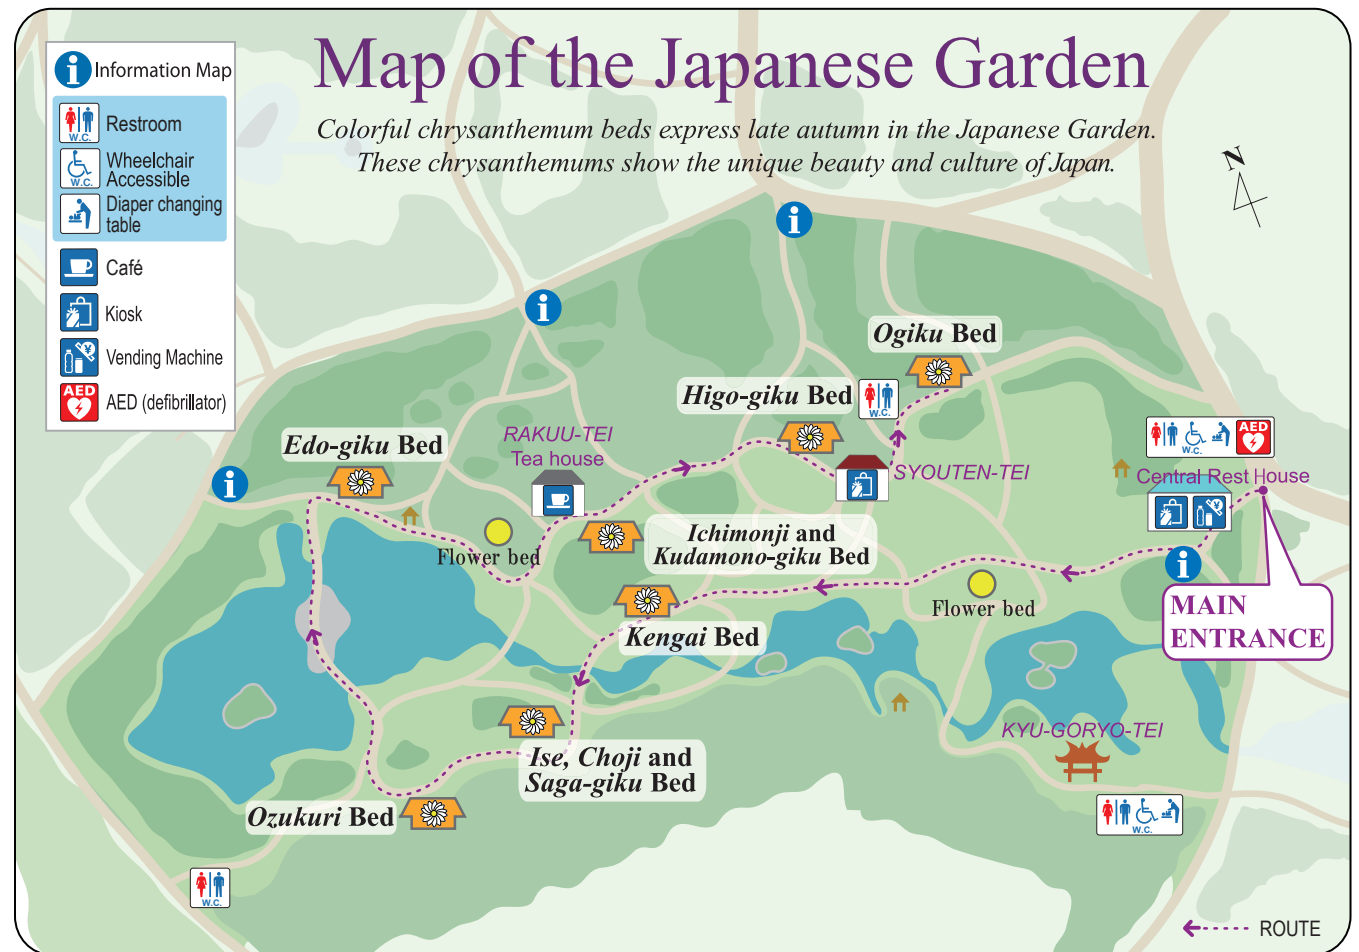 Map of the Japanese Garden
Colorful chrysanthemum beds express late autumn in the Japanese Garden.
These chrysanthemums show the unique beauty and culture of Japan.
i Information Map
W.C. Restroom
W.C. Wheelchair
Accessible
Diaper changing
table
Café
Kiosk
¥ Vending Machine
AED AED (defibrillator)
N
i
i
Ogiku Bed
Higo-giku Bed
W.C.
Edo-giku Bed
RAKUU-TEI
Tea house
SYOUTEN-TEI
W.C.
AED
Central Rest House
¥
i
Flower bed
Ichimonji and
Kudamono-giku Bed
i
Flower bed
MAIN
ENTRANCE
Kengai Bed
KYU-GORYO-TEI
Ise, Choji and
Saga-giku Bed
Ozukuri Bed
W.C.
W.C.
ROUTE